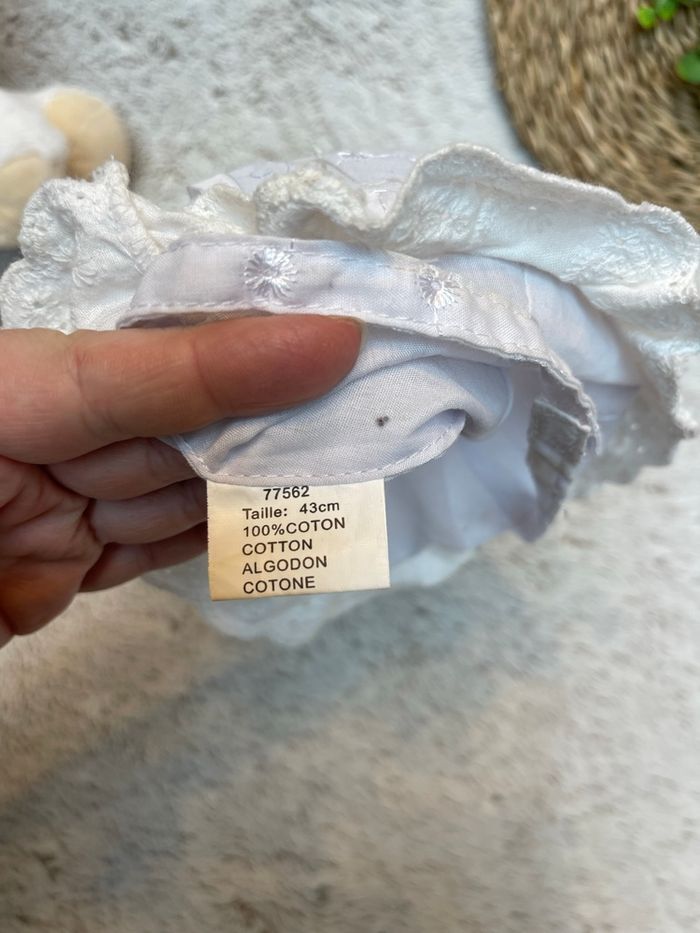 77562
Taille: 43cm
100%COTON
COTTON
ALGODON
COTONE